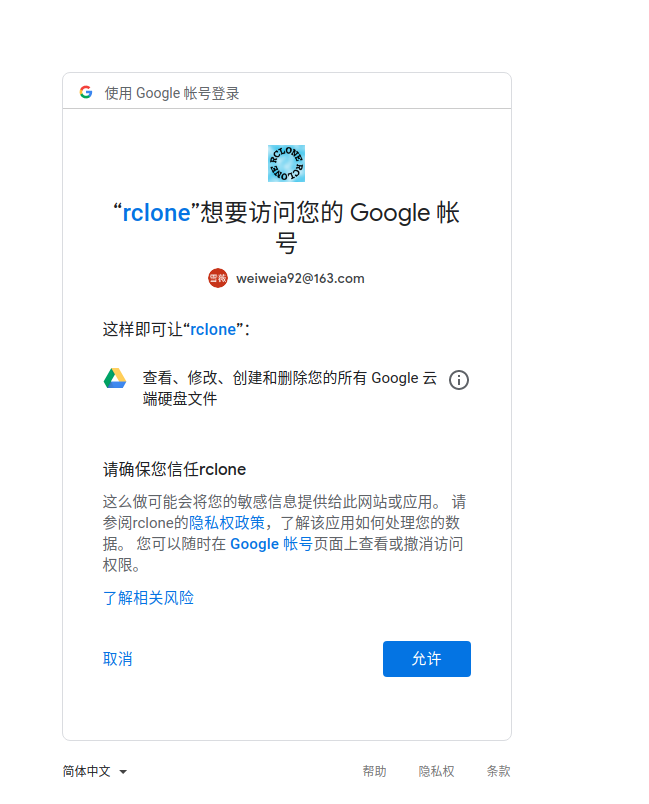 使用 Google 帐号登录
RCLONE RCLONE
“rclone”想要访问您的 Google 帐
号
雪薇 weiweia92@163.com
这样即可让“rclone”：
查看、修改、创建和删除您的所有 Google 云
端硬盘文件
请确保您信任rclone
这么做可能会将您的敏感信息提供给此网站或应用。 请
参阅rclone的隐私权政策，了解该应用如何处理您的数
据。 您可以随时在 Google 帐号页面上查看或撤消访问
权限。
了解相关风险
取消 允许
简体中文 帮助 隐私权 条款